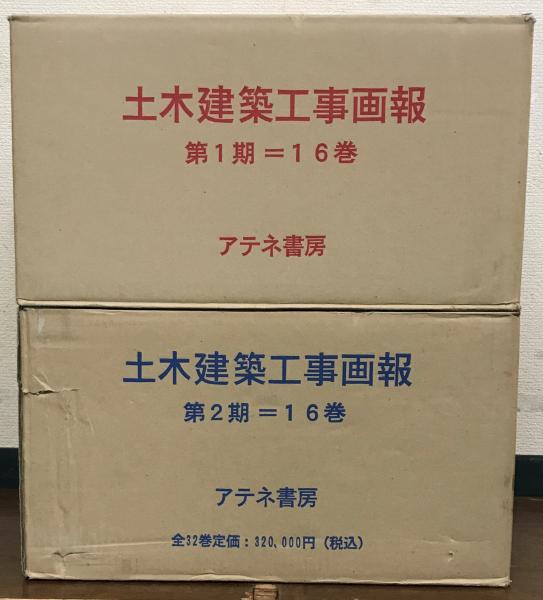 土木建築工事画報
第1期＝16巻
アテネ書房
土木建築工事画報
第2期＝16巻
アテネ書房
全32巻定価：320,000円（税込）